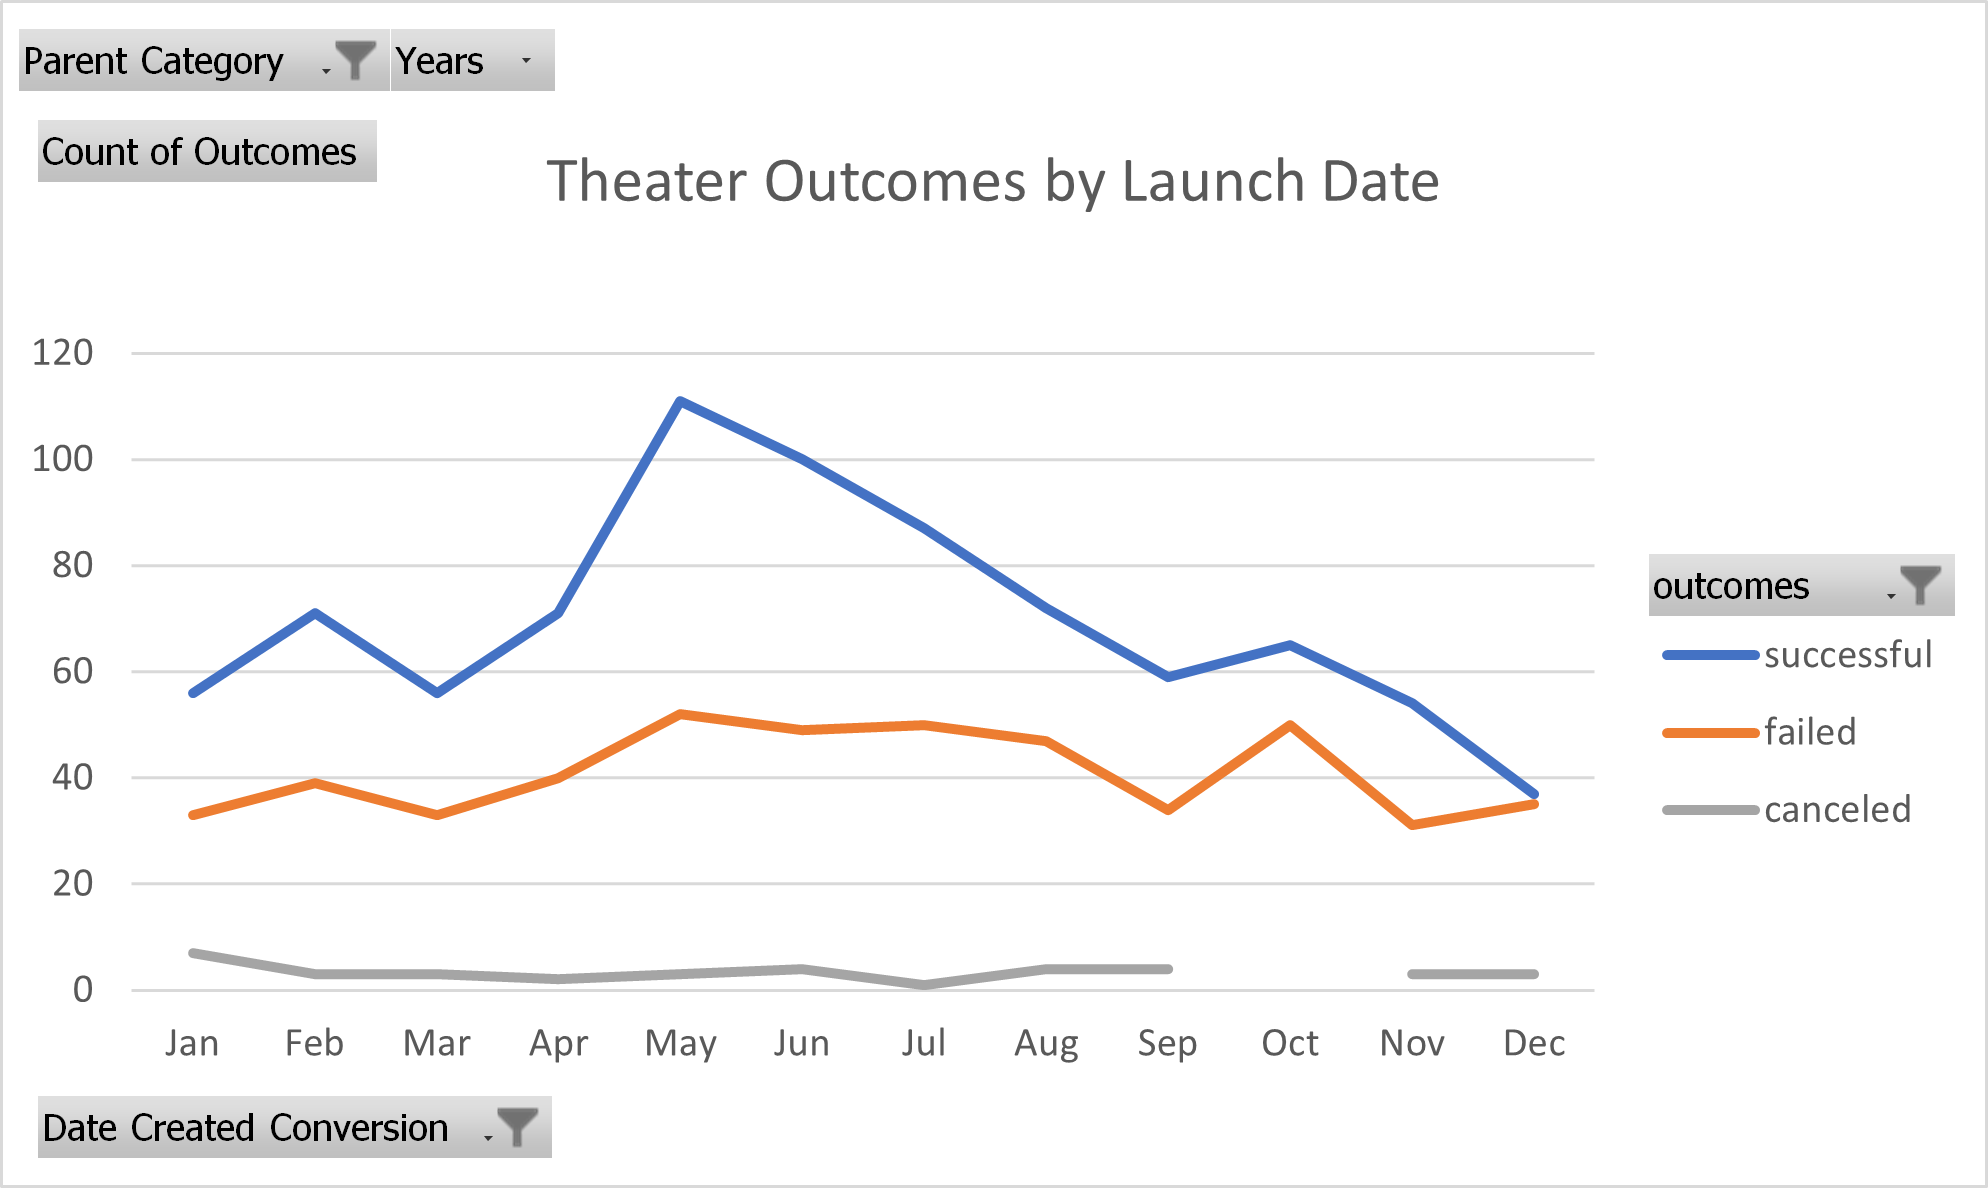 Parent Category Years
Count of Outcomes
Theater Outcomes by Launch Date
120
100
80
60
40
20
0
Jan Feb Mar Apr May Jun Jul Aug Sep Oct Nov Dec
outcomes
successful
failed
canceled
Date Created Conversion